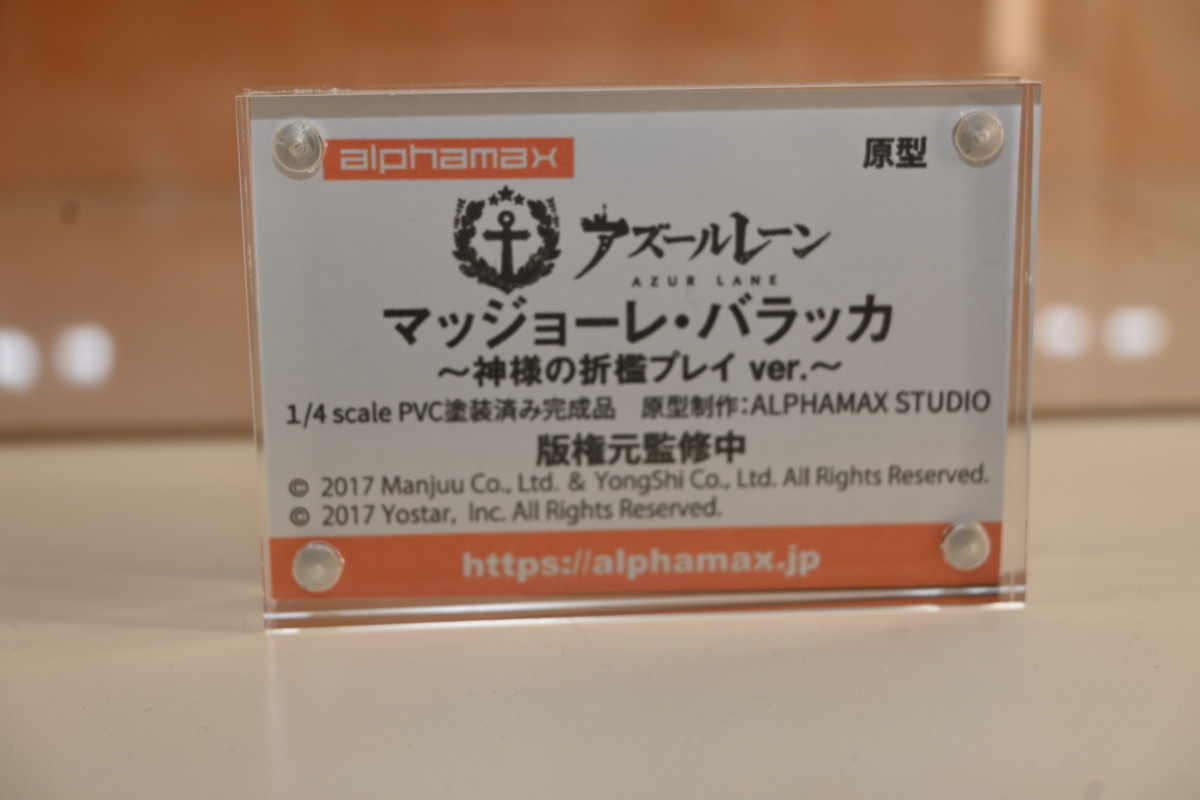 alphamax
原型
アズールレーン
AZUR LANE
マッジョーレ・バラッカ
～神様の折檻プレイ ver.～
1/4 scale PVC塗装済み完成品　原型制作：ALPHAMAX STUDIO
版権元監修中
© 2017 Manjuu Co., Ltd. & YongShi Co., Ltd. All Rights Reserved.
© 2017 Yostar, Inc. All Rights Reserved.
https://alphamax.jp